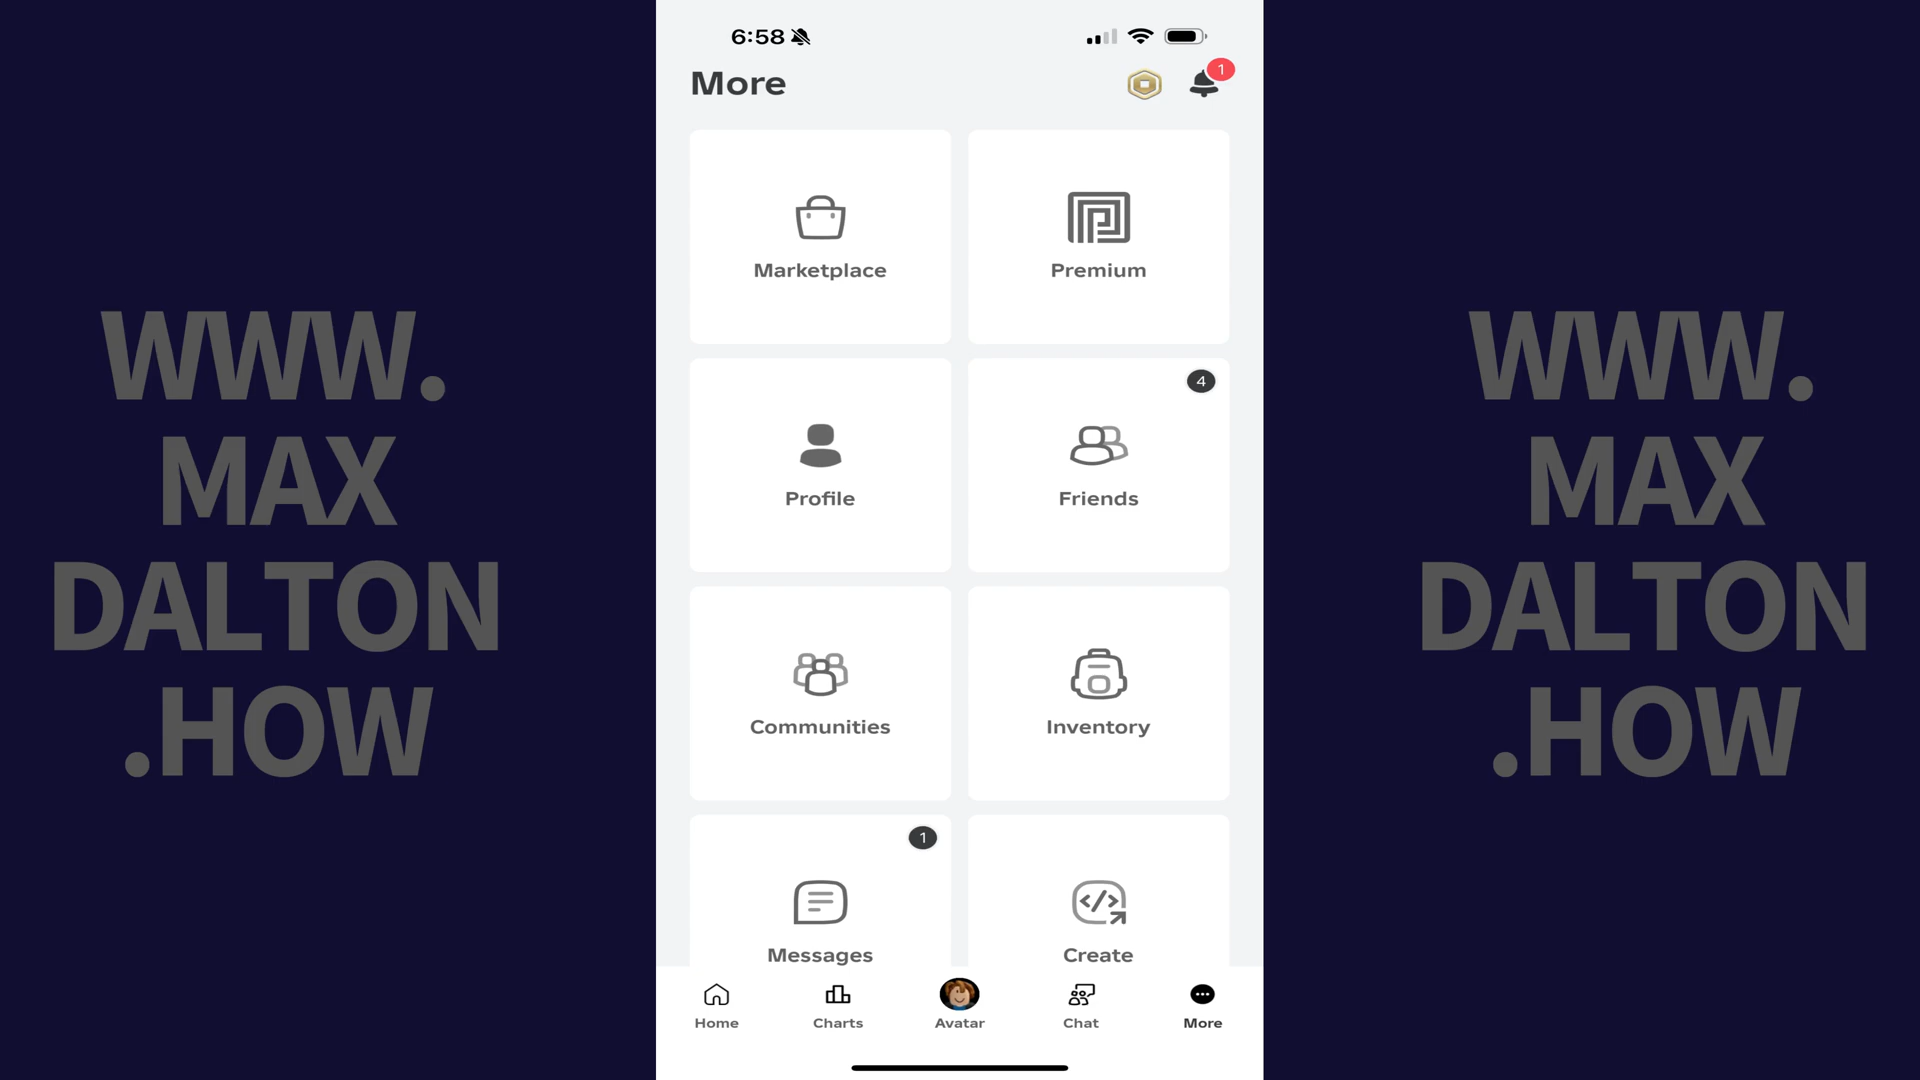 WWW.
MAX
DALTON
.HOW
6:58
More
1
Marketplace
Premium
Profile
4
Friends
Communities
Inventory
1
Messages
Create
Home
Charts
Avatar
Chat
More
WWW.
MAX
DALTON
.HOW